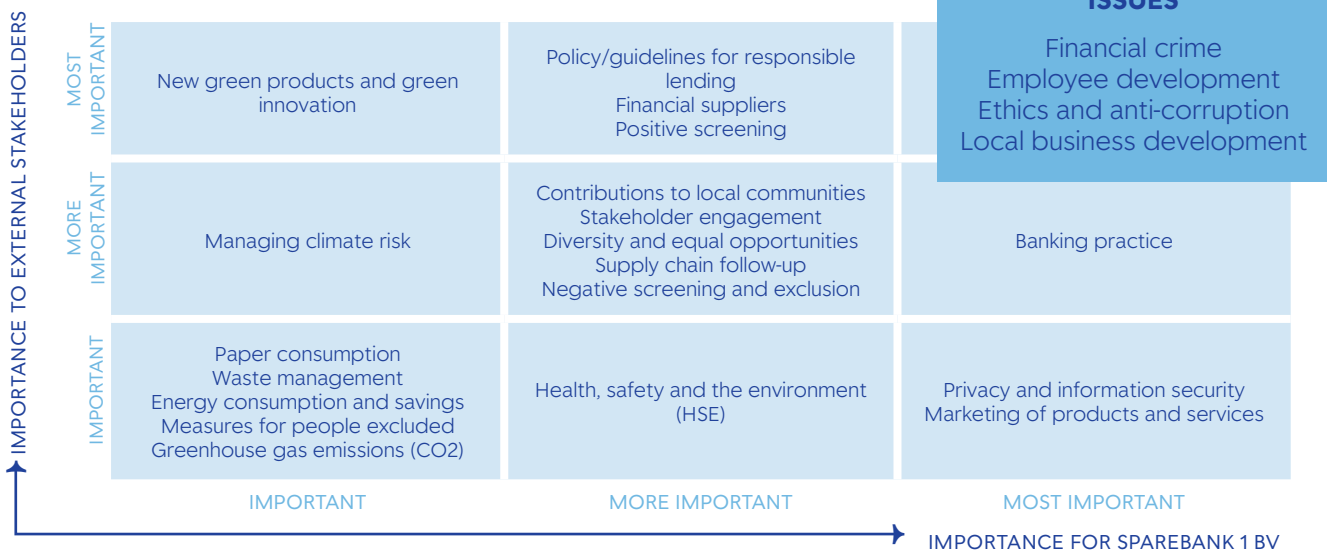 IMPORTANCE TO EXTERNAL STAKEHOLDERS
MOST
IMPORTANT
New green products and green
innovation
Policy/guidelines for responsible
lending
Financial suppliers
Positive screening
ISSUES
Financial crime
Employee development
Ethics and anti-corruption
Local business development
MORE
IMPORTANT
Managing climate risk
Contributions to local communities
Stakeholder engagement
Diversity and equal opportunities
Supply chain follow-up
Negative screening and exclusion
Banking practice
IMPORTANT
Paper consumption
Waste management
Energy consumption and savings
Measures for people excluded
Greenhouse gas emissions (CO2)
Health, safety and the environment
(HSE)
Privacy and information security
Marketing of products and services
IMPORTANT
MORE IMPORTANT
MOST IMPORTANT
IMPORTANCE FOR SPAREBANK 1 BV